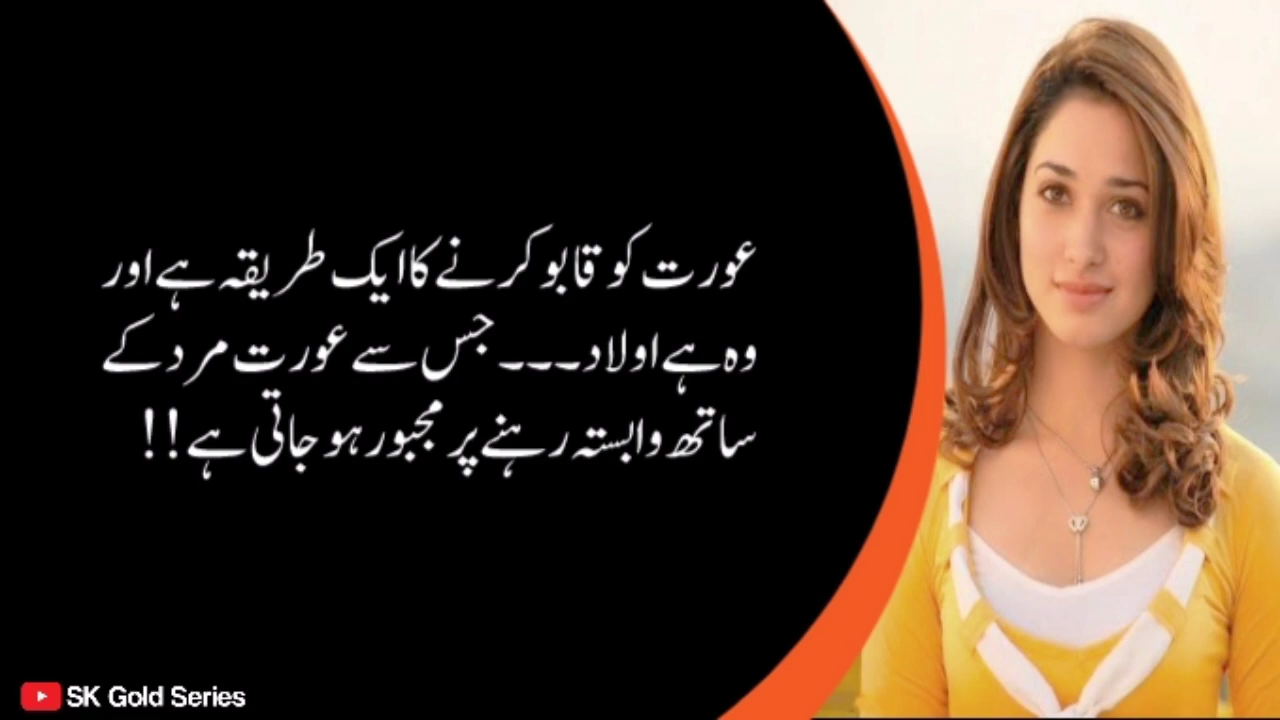 عورت کو قابو کرنے کا ایک طریقہ ہے اور
وہ ہے اولاد۔۔۔ جس سے عورت مرد کے
ساتھ وابستہ رہنے پر مجبور ہو جاتی ہے!!
SK Gold Series